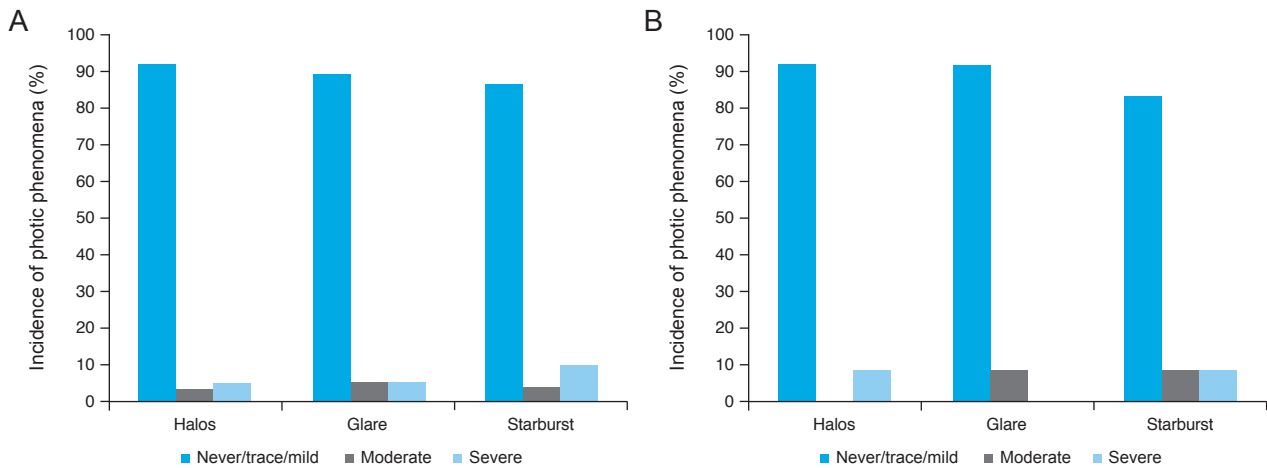 A
Incidence of photic phenomena (%)
100
90
80
70
60
50
40
30
20
10
0
Halos Glare Starburst
Never/trace/mild Moderate Severe
B
Incidence of photic phenomena (%)
100
90
80
70
60
50
40
30
20
10
0
Halos Glare Starburst
Never/trace/mild Moderate Severe